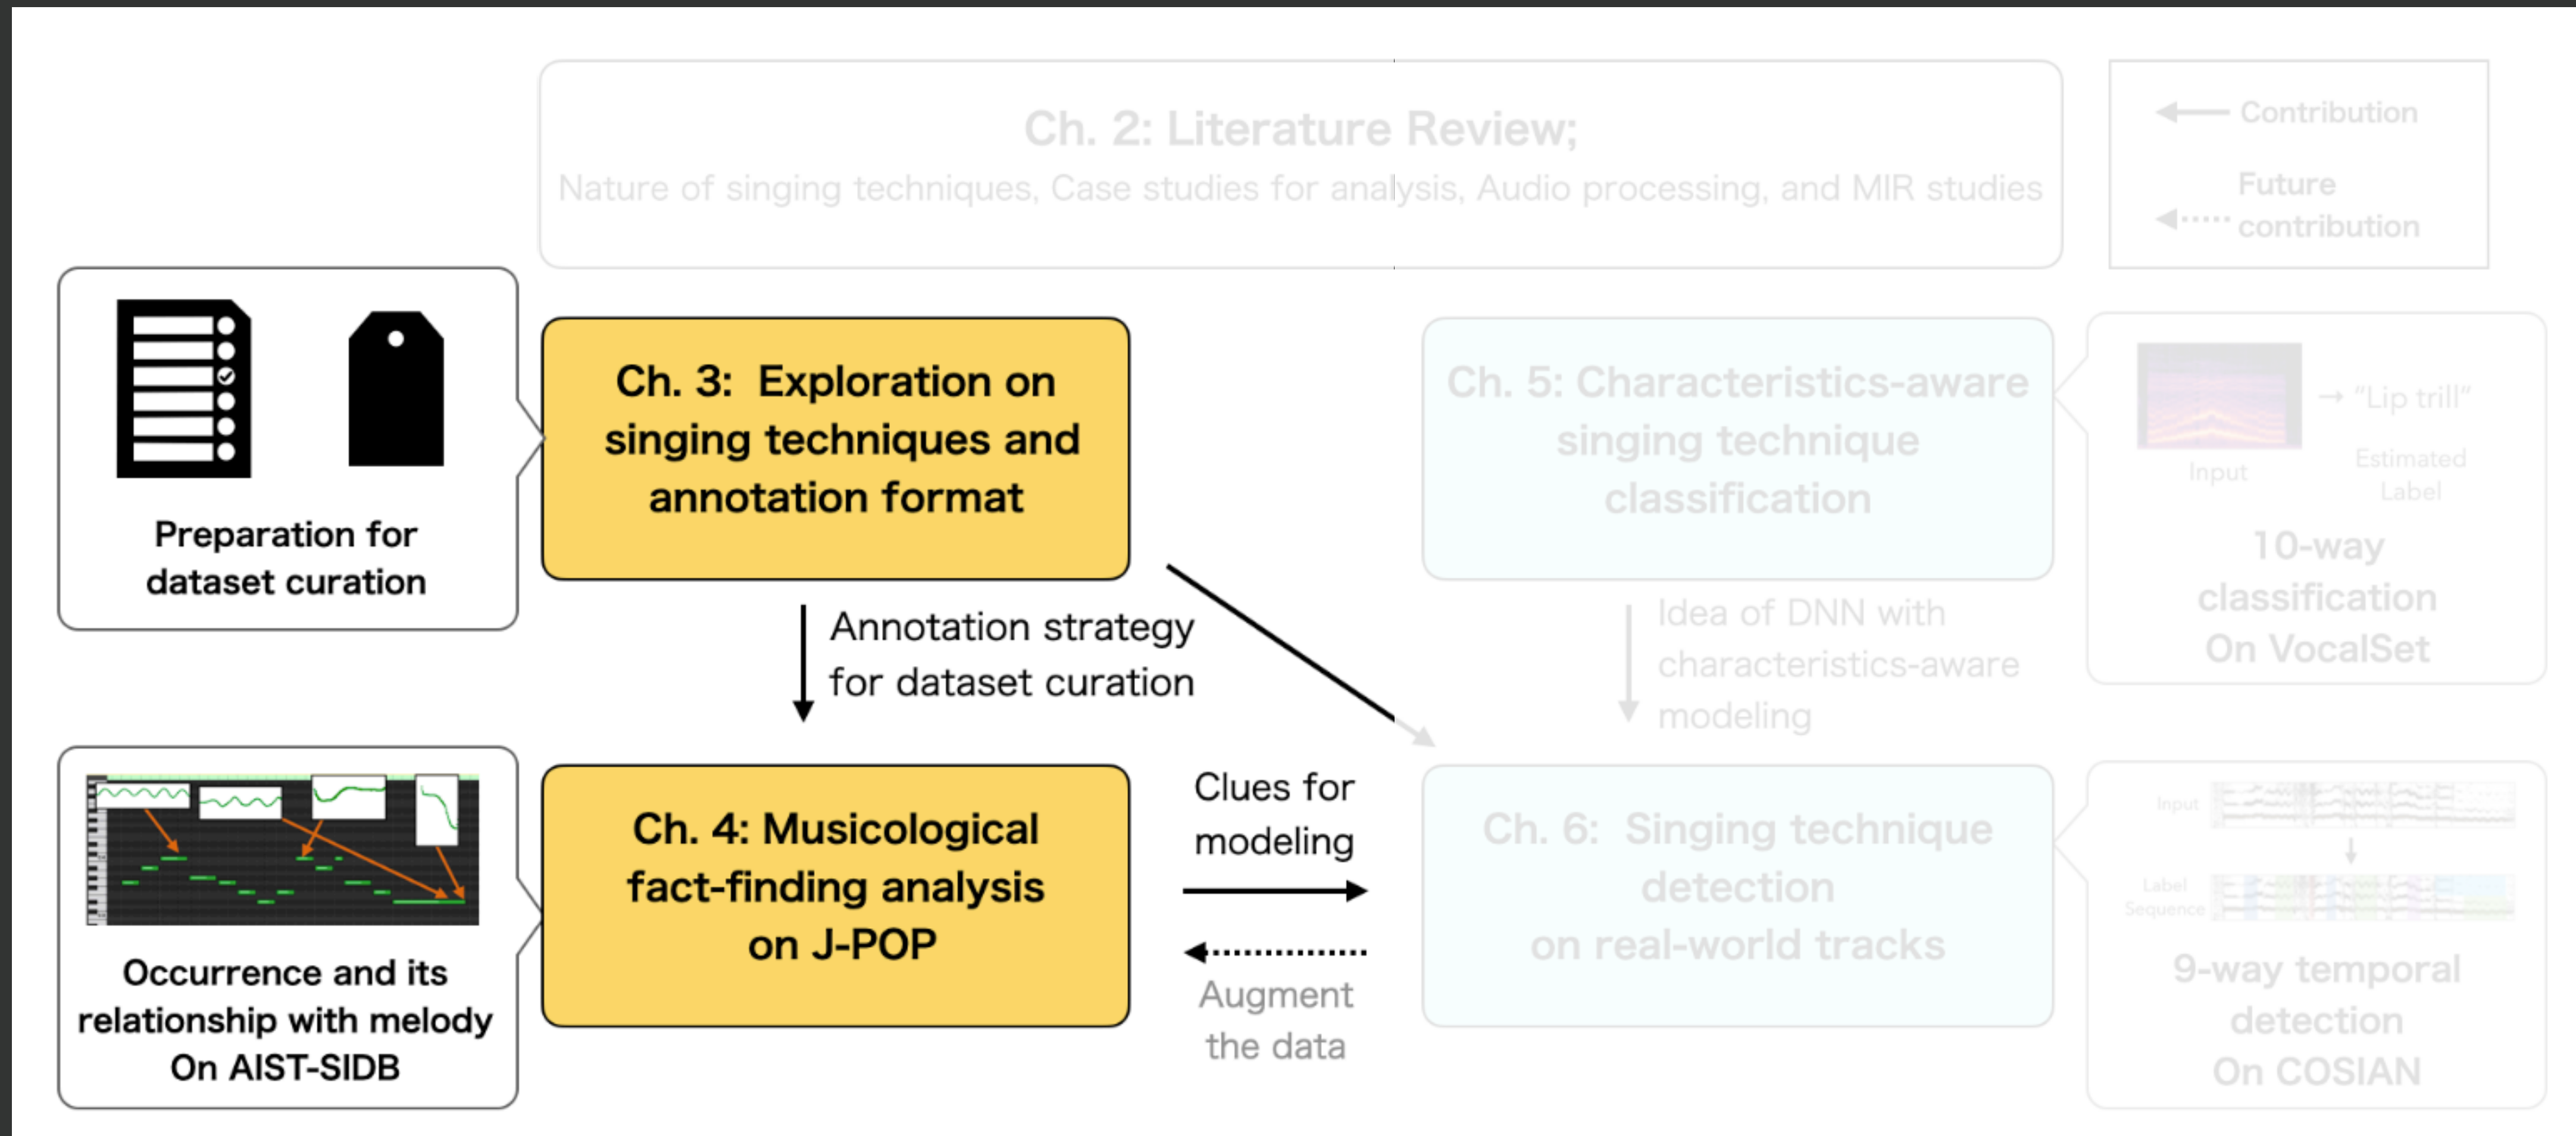 Ch. 2: Literature Review;
Nature of singing techniques, Case studies for analysis, Audio processing, and MIR studies
Contribution
Future
contribution
Preparation for
dataset curation
Ch. 3: Exploration on
singing techniques and
annotation format
Ch. 5: Characteristics-aware
singing technique
classification
→ “Lip trill”
Input
Estimated
Label
10-way
classification
On VocalSet
Annotation strategy
for dataset curation
Idea of DNN with
characteristics-aware
modeling
Occurrence and its
relationship with melody
On AIST-SIDB
Ch. 4: Musicological
fact-finding analysis
on J-POP
Clues for
modeling
Augment
the data
Ch. 6: Singing technique
detection
on real-world tracks
Input
Label
Sequence
9-way temporal
detection
On COSIAN